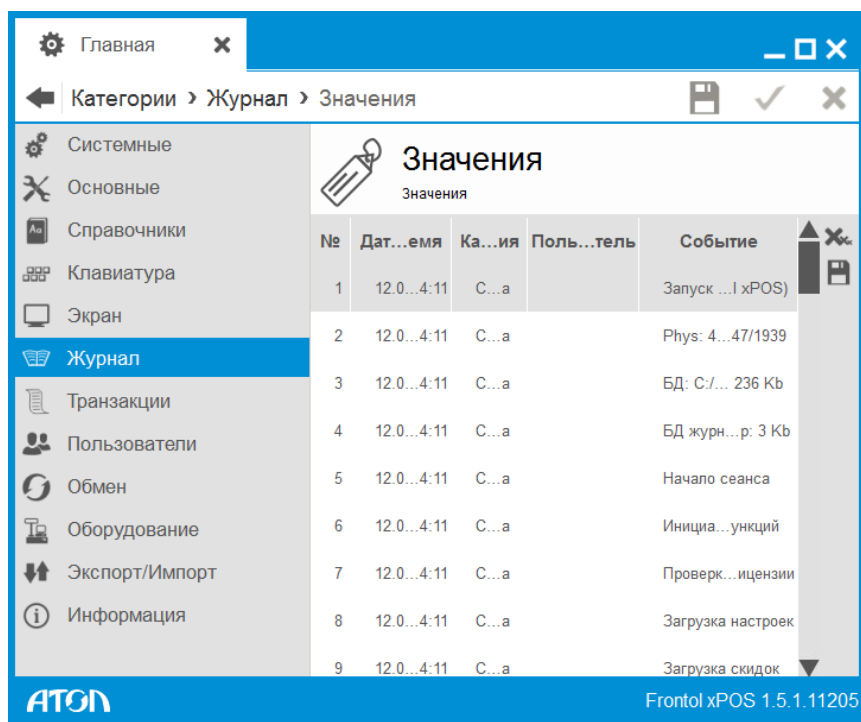 Главная
Категории › Журнал › Значения
Системные
Основные
Справочники
Клавиатура
Экран
Журнал
Транзакции
Пользователи
Обмен
Оборудование
Экспорт/Импорт
Информация
Значения
Значения
№ Дат...емя Ка...ия Поль...тель Событие
1 12.0...4:11 С...а Запуск ...l xPOS)
2 12.0...4:11 С...а Phys: 4...47/1939
3 12.0...4:11 С...а БД: C:/... 236 Kb
4 12.0...4:11 С...а БД журн...р: 3 Kb
5 12.0...4:11 С...а Начало сеанса
6 12.0...4:11 С...а Инициа...ункций
7 12.0...4:11 С...а Проверк...ицензии
8 12.0...4:11 С...а Загрузка настроек
9 12.0...4:11 С...а Загрузка скидок
АТОЛ
Frontol xPOS 1.5.1.11205